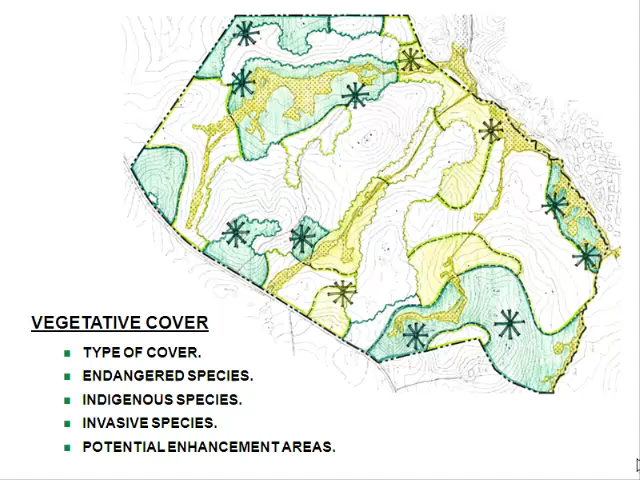 VEGETATIVE COVER
TYPE OF COVER.
ENDANGERED SPECIES.
INDIGENOUS SPECIES.
INVASIVE SPECIES.
POTENTIAL ENHANCEMENT AREAS.